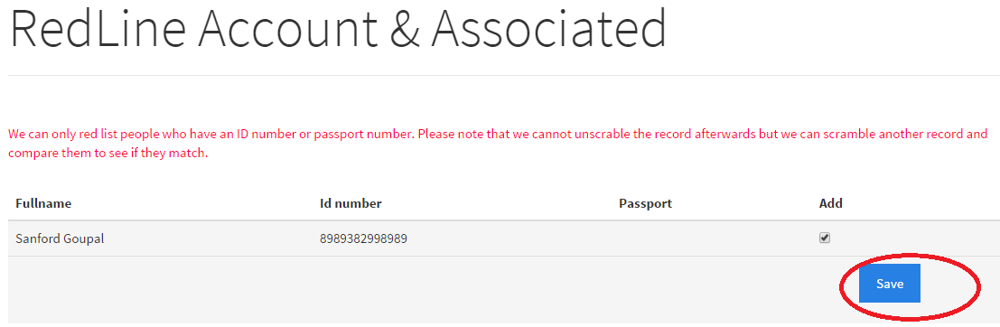 RedLine Account & Associated
We can only red list people who have an ID number or passport number. Please note that we cannot unscrable the record afterwards but we can scramble another record and
compare them to see if they match.
Fullname Id number Passport Add
Sanford Goupal 8989382998989
Save